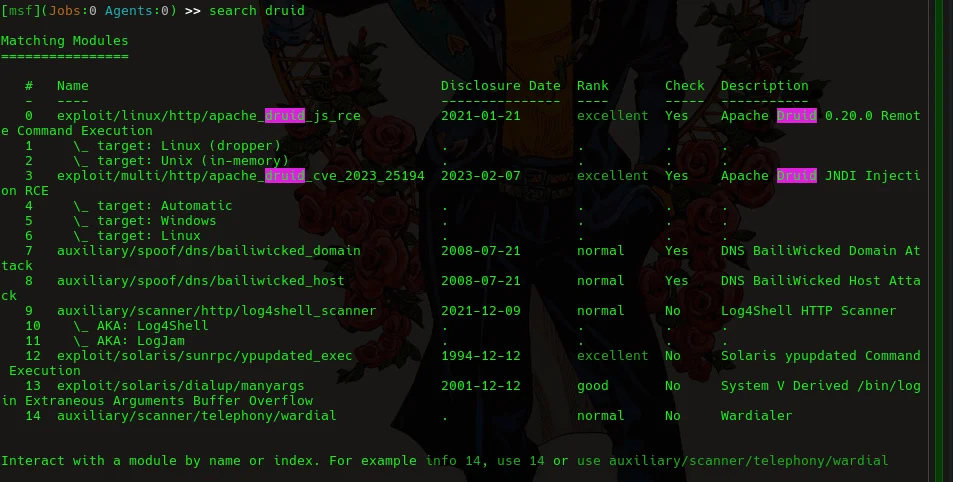 [msf](Jobs:0 Agents:0) >> search druid
Matching Modules
================
#   Name                                        Disclosure Date  Rank       Check  Description
-   ----                                        ---------------  ----       -----  -----------
0   exploit/linux/http/apache_druid_js_rce      2021-01-21       excellent  Yes    Apache Druid 0.20.0 Remot
e Command Execution
1     \_ target: Linux (dropper)                .                .          .      .
2     \_ target: Unix (in-memory)               .                .          .      .
3   exploit/multi/http/apache_druid_cve_2023_25194  2023-02-07   excellent  Yes    Apache Druid JNDI Injecti
on RCE
4     \_ target: Automatic                      .                .          .      .
5     \_ target: Windows                        .                .          .      .
6     \_ target: Linux                          .                .          .      .
7   auxiliary/spoof/dns/bailiwicked_domain      2008-07-21       normal     Yes    DNS BailiWicked Domain At
tack
8   auxiliary/spoof/dns/bailiwicked_host        2008-07-21       normal     Yes    DNS BailiWicked Host Atta
ck
9   auxiliary/scanner/http/log4shell_scanner    2021-12-09       normal     No     Log4Shell HTTP Scanner
10    \_ AKA: Log4Shell                         .                .          .      .
11    \_ AKA: LogJam                            .                .          .      .
12  exploit/solaris/sunrpc/ypupdated_exec       1994-12-12       excellent  No     Solaris ypupdated Command
Execution
13  exploit/solaris/dialup/manyargs             2001-12-12       good       No     System V Derived /bin/log
in Extraneous Arguments Buffer Overflow
14  auxiliary/scanner/telephony/wardial         .                normal     No     Wardialer
Interact with a module by name or index. For example info 14, use 14 or use auxiliary/scanner/telephony/wardial